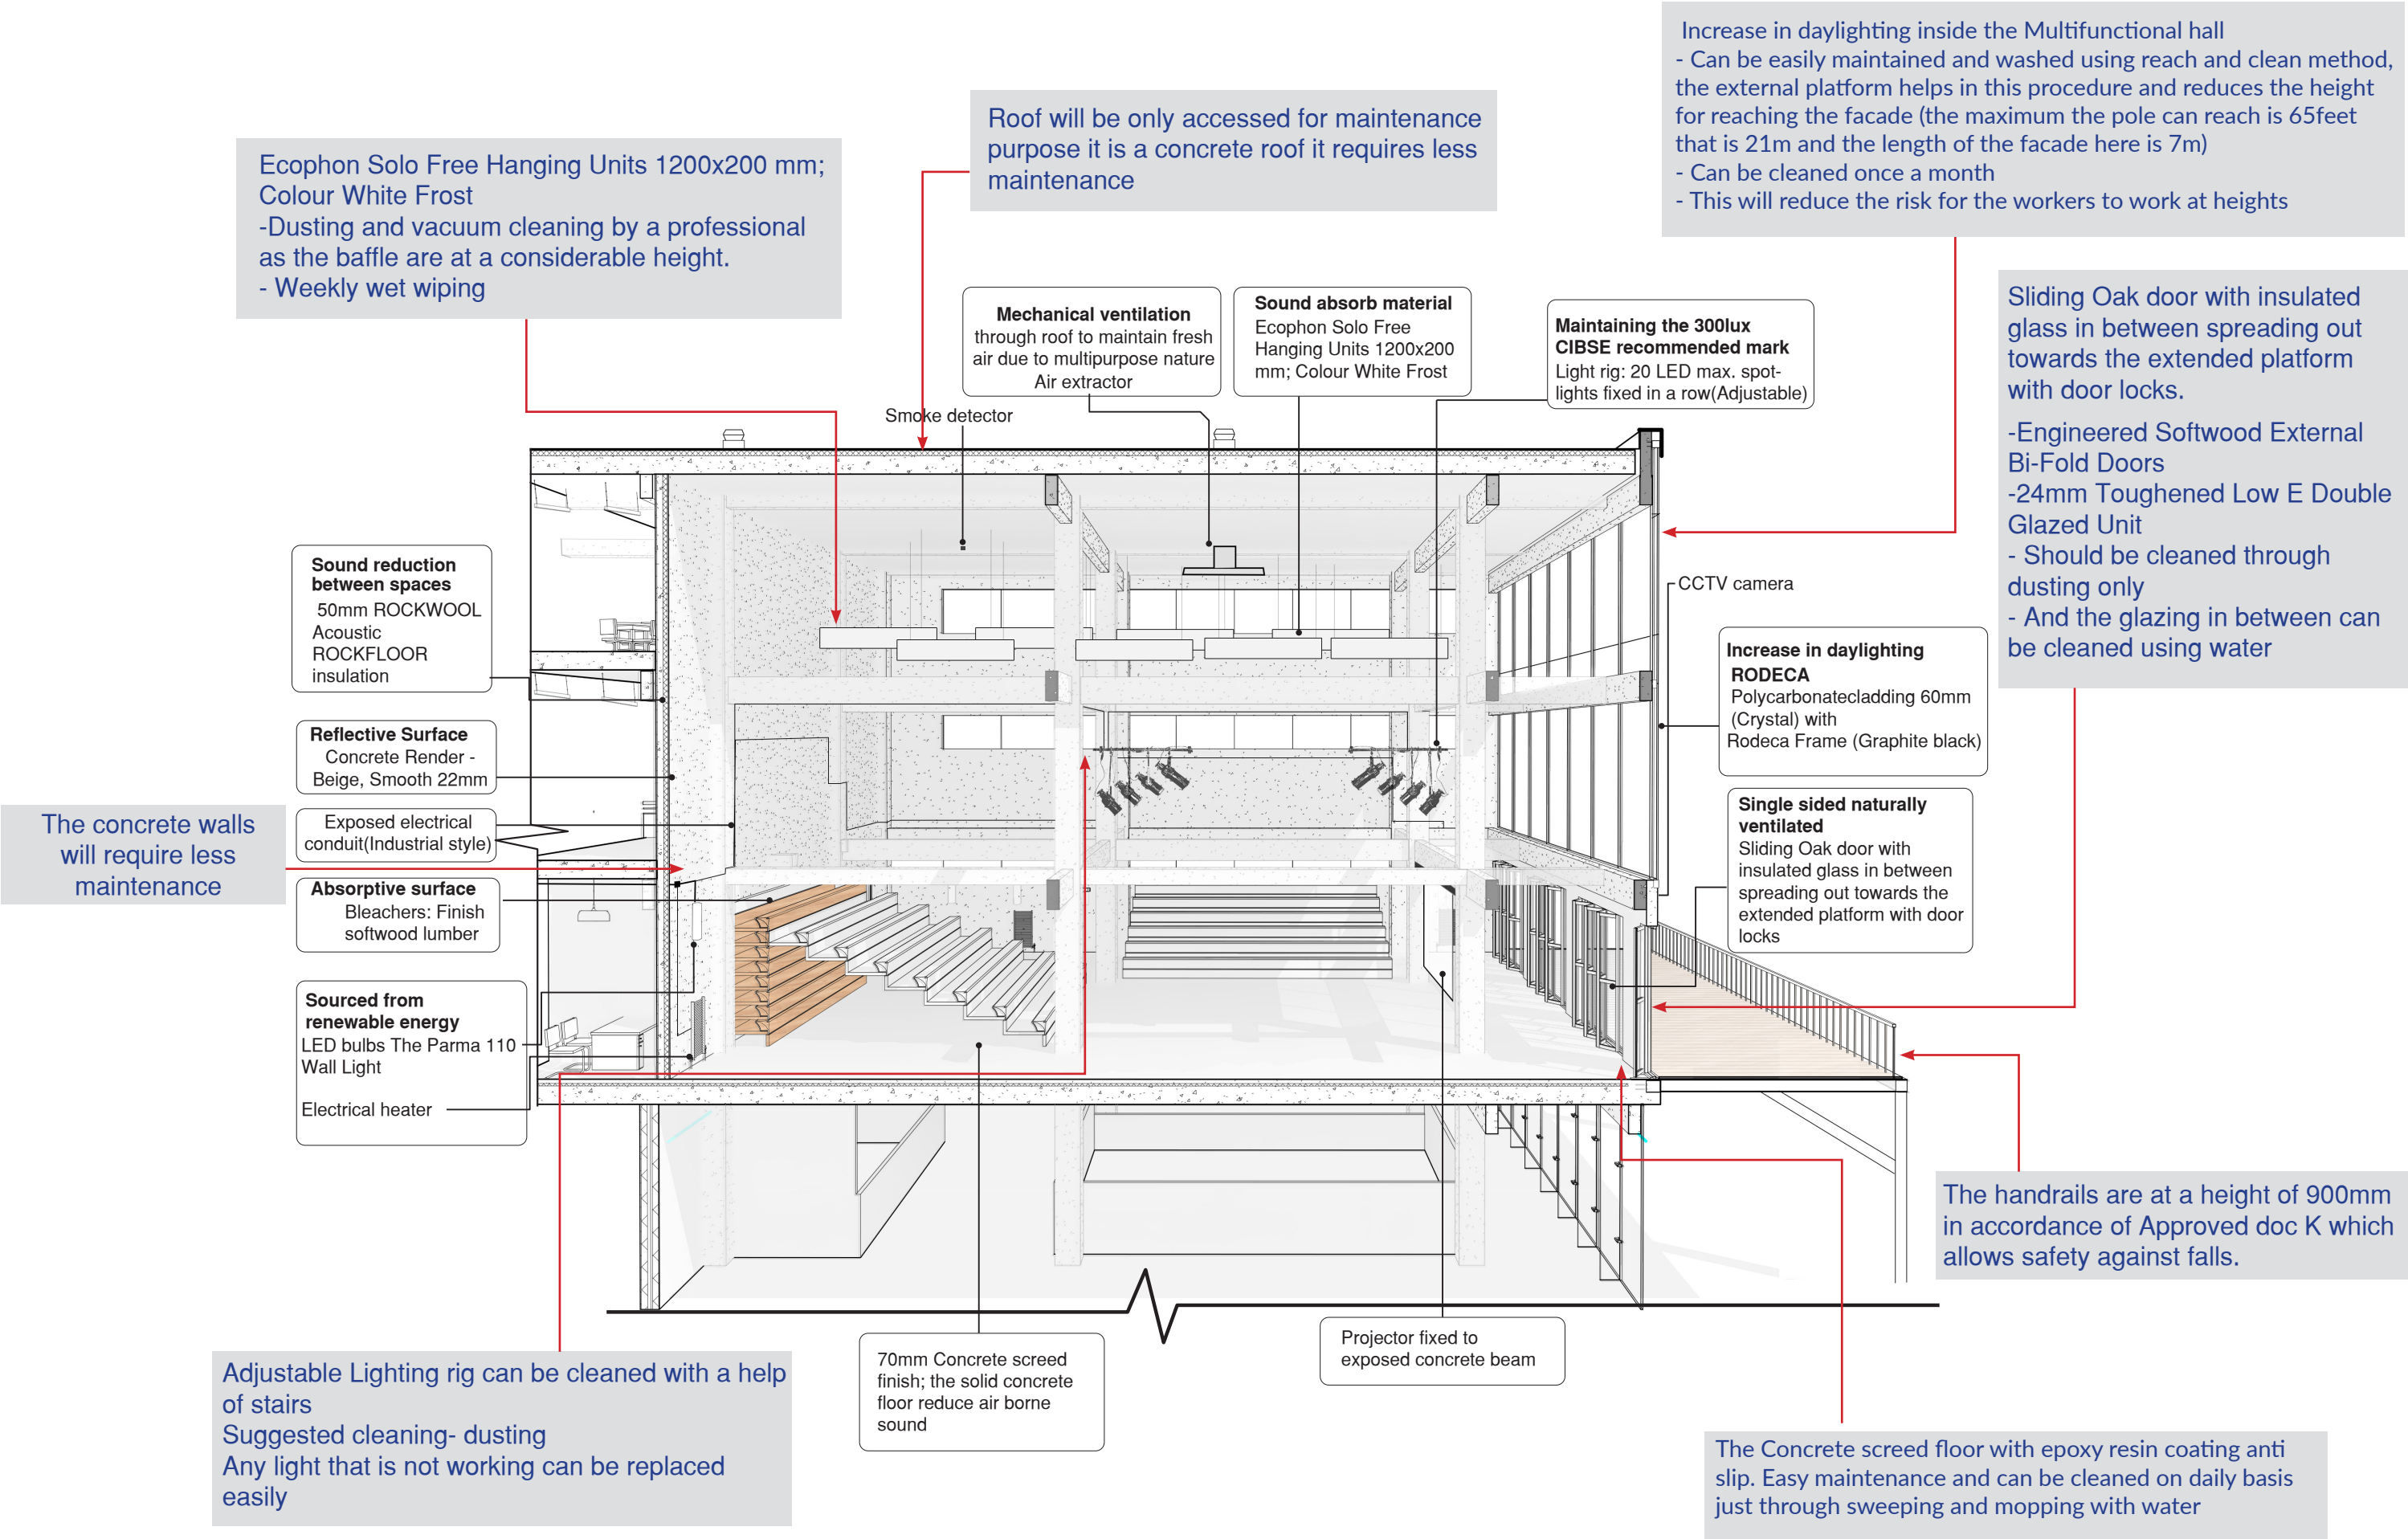 Increase in daylighting inside the Multifunctional hall
- Can be easily maintained and washed using reach and clean method,
the external platform helps in this procedure and reduces the height
for reaching the facade (the maximum the pole can reach is 65feet
that is 21m and the length of the facade here is 7m)
- Can be cleaned once a month
- This will reduce the risk for the workers to work at heights
Roof will be only accessed for maintenance
purpose it is a concrete roof it requires less
maintenance
Ecophon Solo Free Hanging Units 1200x200 mm;
Colour White Frost
-Dusting and vacuum cleaning by a professional
as the baffle are at a considerable height.
- Weekly wet wiping
Mechanical ventilation
through roof to maintain fresh
air due to multipurpose nature
Air extractor
Sound absorb material
Ecophon Solo Free
Hanging Units 1200x200
mm; Colour White Frost
Maintaining the 300lux
CIBSE recommended mark
Light rig: 20 LED max. spot-
lights fixed in a row(Adjustable)
Sliding Oak door with insulated
glass in between spreading out
towards the extended platform
with door locks.
-Engineered Softwood External
Bi-Fold Doors
-24mm Toughened Low E Double
Glazed Unit
- Should be cleaned through
dusting only
- And the glazing in between can
be cleaned using water
Smoke detector
Sound reduction
between spaces
50mm ROCKWOOL
Acoustic
ROCKFLOOR
insulation
CCTV camera
Increase in daylighting
RODECA
Polycarbonatecladding 60mm
(Crystal) with
Rodeca Frame (Graphite black)
Reflective Surface
Concrete Render -
Beige, Smooth 22mm
Single sided naturally
ventilated
Sliding Oak door with
insulated glass in between
spreading out towards the
extended platform with door
locks
The concrete walls
will require less
maintenance
Exposed electrical
conduit(Industrial style)
Absorptive surface
Bleachers: Finish
softwood lumber
Sourced from
renewable energy
LED bulbs The Parma 110
Wall Light
Electrical heater
The handrails are at a height of 900mm
in accordance of Approved doc K which
allows safety against falls.
Adjustable Lighting rig can be cleaned with a help
of stairs
Suggested cleaning- dusting
Any light that is not working can be replaced
easily
70mm Concrete screed
finish; the solid concrete
floor reduce air borne
sound
Projector fixed to
exposed concrete beam
The Concrete screed floor with epoxy resin coating anti
slip. Easy maintenance and can be cleaned on daily basis
just through sweeping and mopping with water